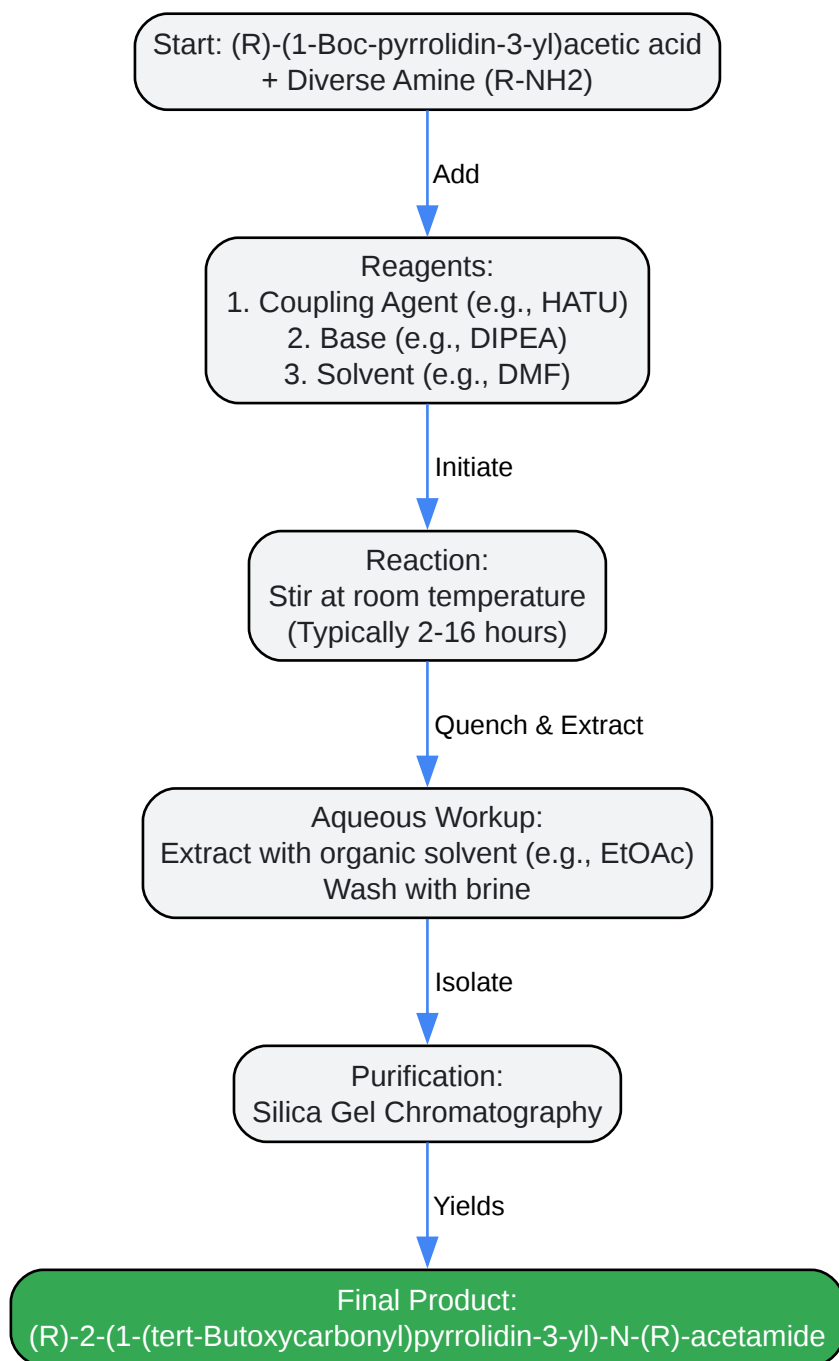 Start: (R)-(1-Boc-pyrrolidin-3-yl)acetic acid
+ Diverse Amine (R-NH2)
Add
Reagents:
1. Coupling Agent (e.g., HATU)
2. Base (e.g., DIPEA)
3. Solvent (e.g., DMF)
Initiate
Reaction:
Stir at room temperature
(Typically 2-16 hours)
Quench & Extract
Aqueous Workup:
Extract with organic solvent (e.g., EtOAc)
Wash with brine
Isolate
Purification:
Silica Gel Chromatography
Yields
Final Product:
(R)-2-(1-(tert-Butoxycarbonyl)pyrrolidin-3-yl)-N-(R)-acetamide